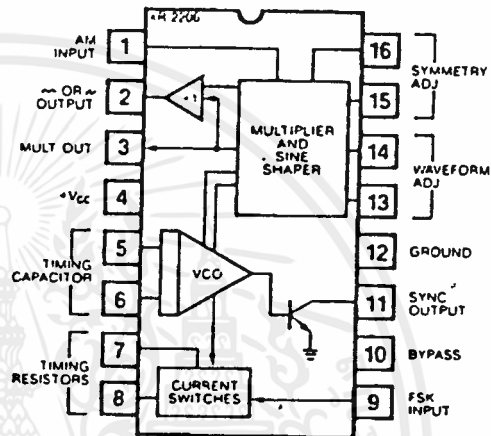 XR 2206
AM
INPUT
1
OR
OUTPUT
2
MULT OUT
3
+VCC
4
TIMING
CAPACITOR
5
6
TIMING
RESISTORS
7
8
+1
MULTIPLIER
AND
SINE
SHAPER
VCO
CURRENT
SWITCHES
16
SYMMETRY
ADJ
15
14
WAVEFORM
ADJ
13
12
GROUND
11
SYNC
OUTPUT
10
BYPASS
9
FSK
INPUT